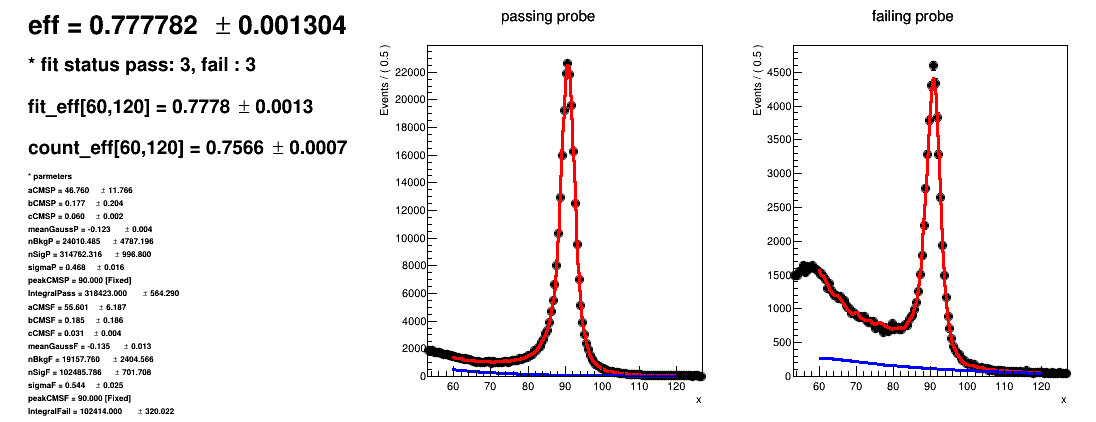 eff = 0.777782 ± 0.001304
* fit status pass: 3, fail : 3
fit_eff[60,120] = 0.7778 ± 0.0013
count_eff[60,120] = 0.7566 ± 0.0007
* parmeters
aCMSP = 46.760 ± 11.766
bCMSP = 0.177 ± 0.204
cCMSP = 0.060 ± 0.002
meanGaussP = -0.123 ± 0.004
nBkgP = 24010.485 ± 4787.196
nSigP = 314762.316 ± 996.800
sigmaP = 0.468 ± 0.016
peakCMSP = 90.000 [Fixed]
IntegralPass = 318423.000 ± 564.290
aCMSF = 55.601 ± 6.187
bCMSF = 0.185 ± 0.186
cCMSF = 0.031 ± 0.004
meanGaussF = -0.135 ± 0.013
nBkgF = 19157.760 ± 2404.566
nSigF = 102485.786 ± 701.708
sigmaF = 0.544 ± 0.025
peakCMSF = 90.000 [Fixed]
IntegralFail = 102414.000 ± 320.022
passing probe
Events / ( 0.5 )
22000
20000
18000
16000
14000
12000
10000
8000
6000
4000
2000
0
60 70 80 90 100 110 120
x
failing probe
Events / ( 0.5 )
4500
4000
3500
3000
2500
2000
1500
1000
500
0
60 70 80 90 100 110 120
x